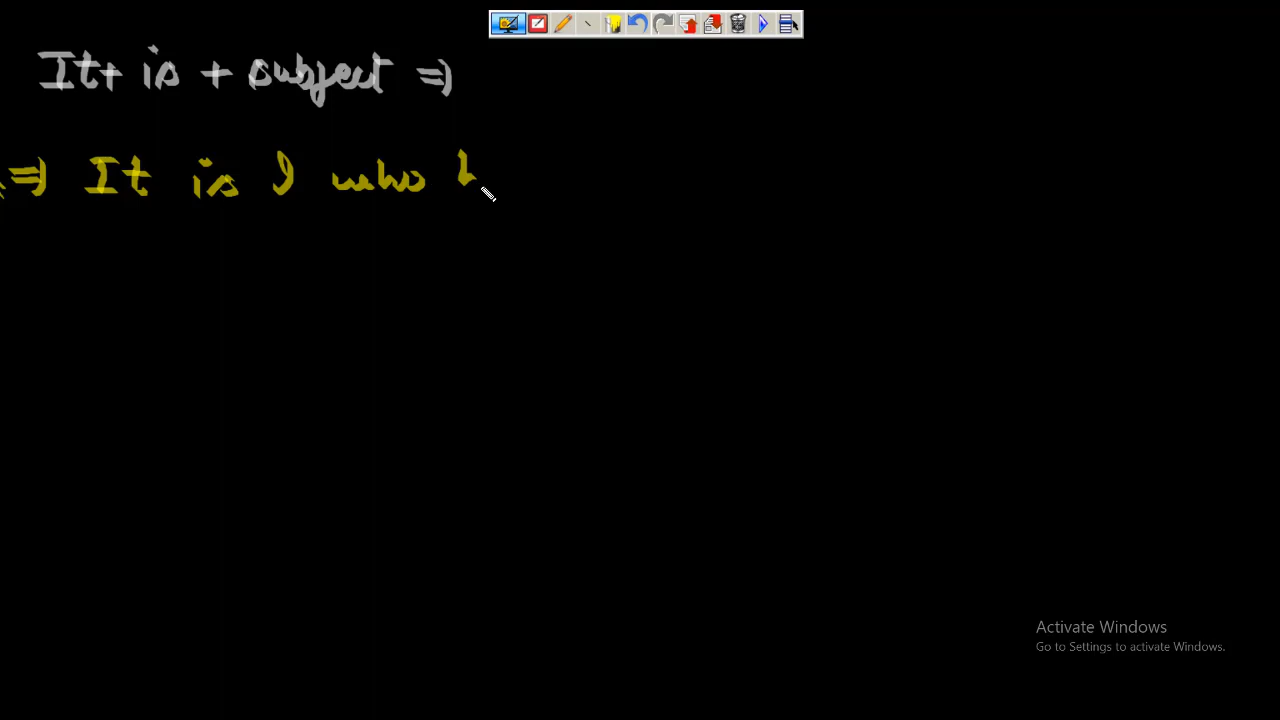 It + is + subject ⇒
⇒ It is I who
Activate Windows
Go to Settings to activate Windows.